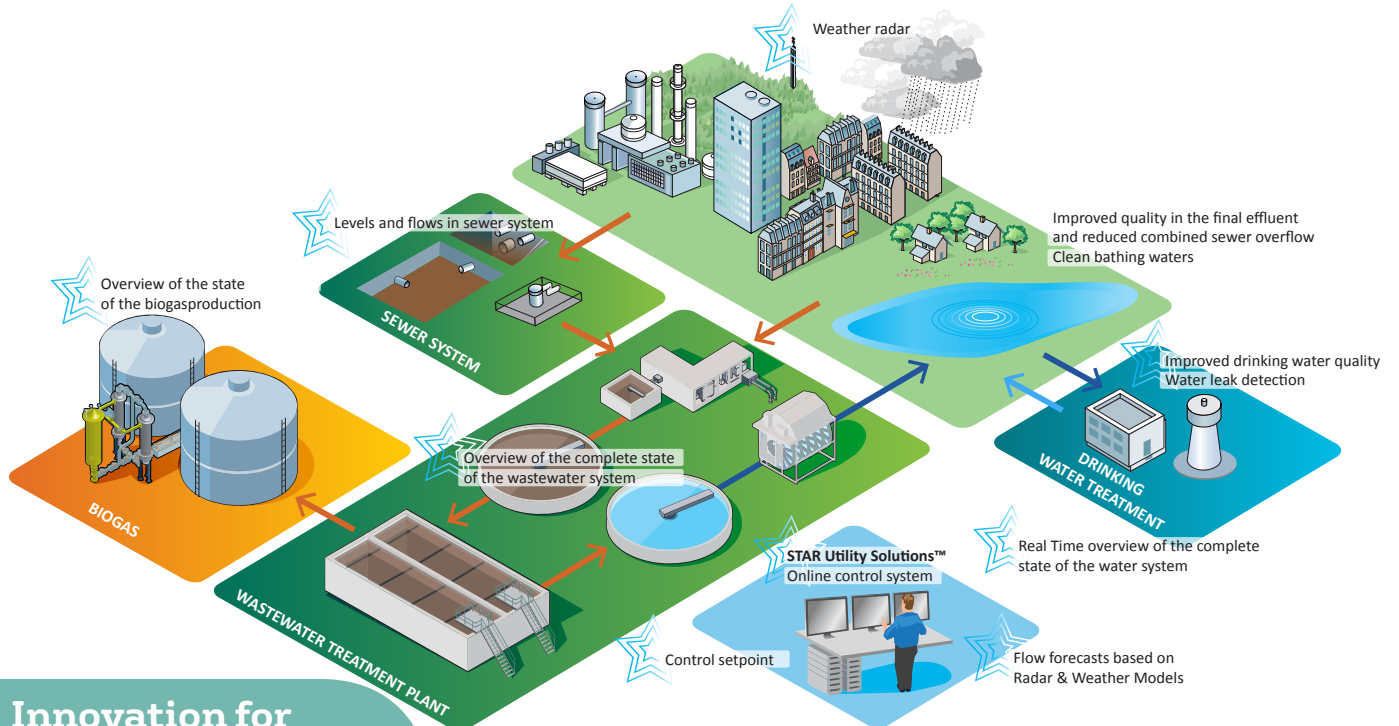 Weather radar
Levels and flows in sewer system
Improved quality in the final effluent
and reduced combined sewer overflow
Clean bathing waters
Overview of the state
of the biogasproduction
SEWER SYSTEM
Improved drinking water quality
Water leak detection
Overview of the complete state
of the wastewater system
DRINKING
WATER TREATMENT
BIOGAS
STAR Utility Solutions™
Online control system
Real Time overview of the complete
state of the water system
WASTEWATER TREATMENT PLANT
Control setpoint
Flow forecasts based on
Radar & Weather Models
Innovation for